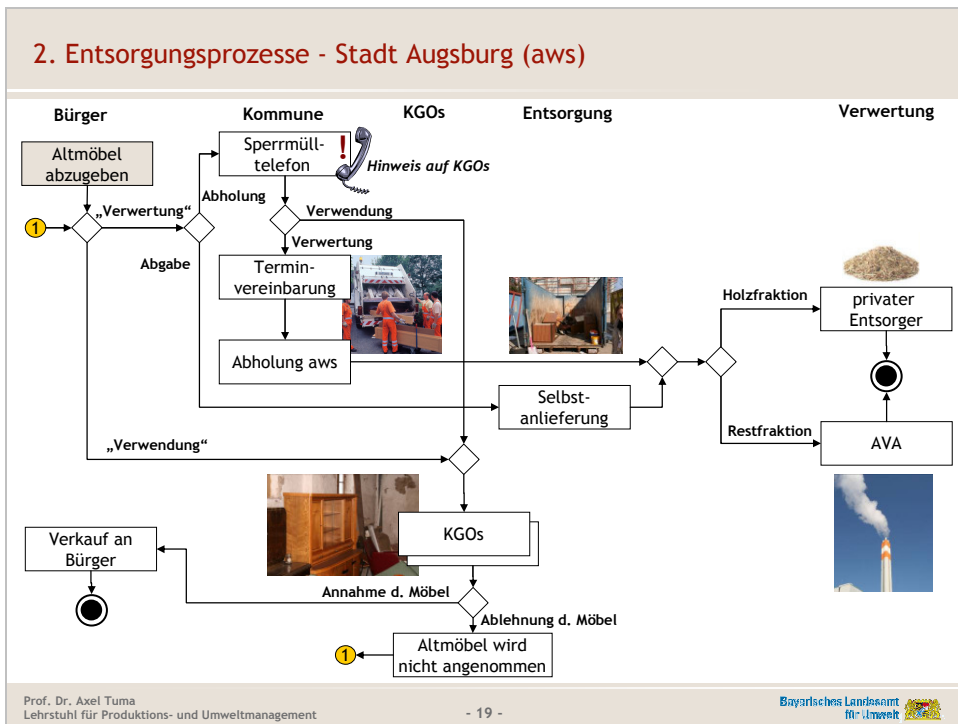 2. Entsorgungsprozesse - Stadt Augsburg (aws)
Bürger
Kommune
KGOs
Entsorgung
Verwertung
Altmöbel
abzugeben
Sperrmüll-
telefon
!
Hinweis auf KGOs
Abholung
1
„Verwertung“
Verwendung
Abgabe
Verwertung
Termin-
vereinbarung
Holzfraktion
privater
Entsorger
Abholung aws
Selbst-
anlieferung
Restfraktion
AVA
„Verwendung“
KGOs
Verkauf an
Bürger
Annahme d. Möbel
Ablehnung d. Möbel
1
Altmöbel wird
nicht angenommen
Prof. Dr. Axel Tuma
Lehrstuhl für Produktions- und Umweltmanagement
- 19 -
Bayerisches Landesamt
für Umwelt